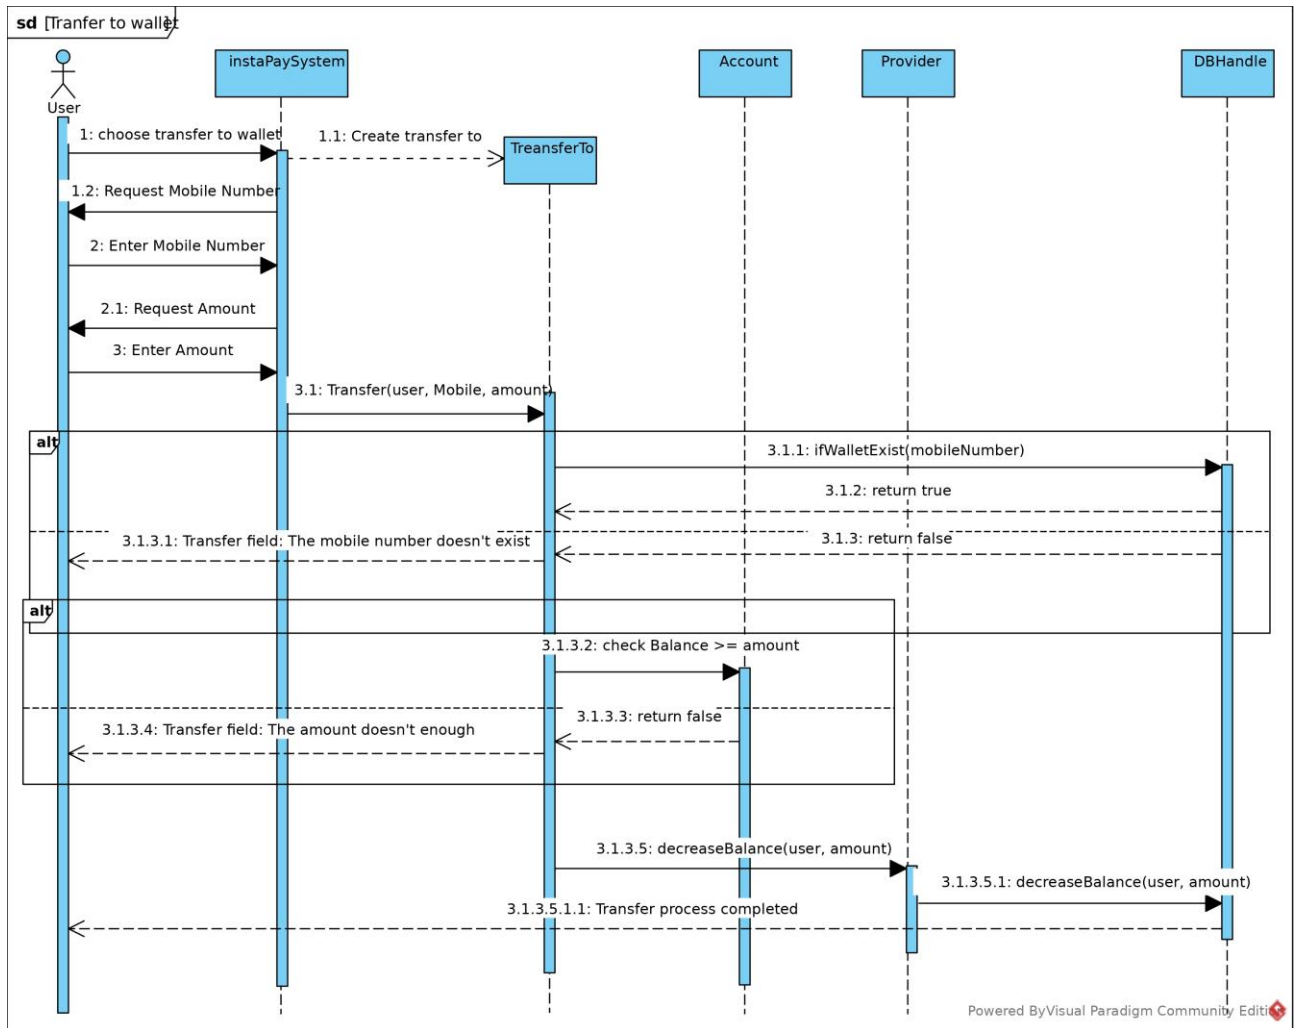 sd [Tranfer to wallet]
instaPaySystem
Account
Provider
DBHandle
User
1: choose transfer to wallet
1.1: Create transfer to
TreansferTo
1.2: Request Mobile Number
2: Enter Mobile Number
2.1: Request Amount
3: Enter Amount
3.1: Transfer(user, Mobile, amount)
alt
3.1.1: ifWalletExist(mobileNumber)
3.1.2: return true
3.1.3: return false
3.1.3.1: Transfer field: The mobile number doesn't exist
alt
3.1.3.2: check Balance >= amount
3.1.3.3: return false
3.1.3.4: Transfer field: The amount doesn't enough
3.1.3.5: decreaseBalance(user, amount)
3.1.3.5.1: decreaseBalance(user, amount)
3.1.3.5.1.1: Transfer process completed
Powered ByVisual Paradigm Community Editi